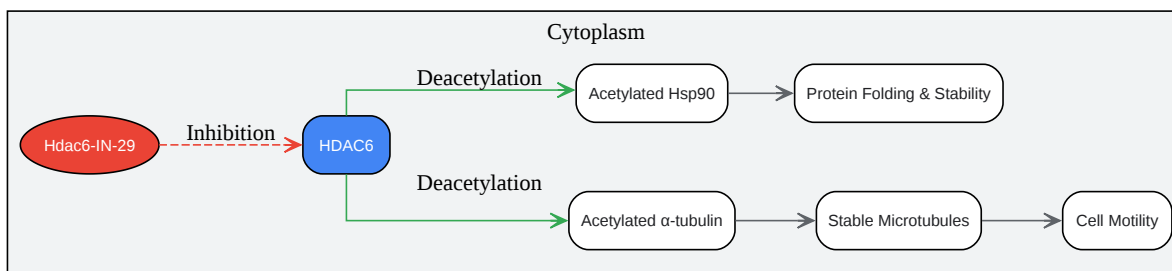 Cytoplasm
Deacetylation
Acetylated Hsp90
Protein Folding & Stability
Hdac6-IN-29
Inhibition
HDAC6
Deacetylation
Acetylated α-tubulin
Stable Microtubules
Cell Motility